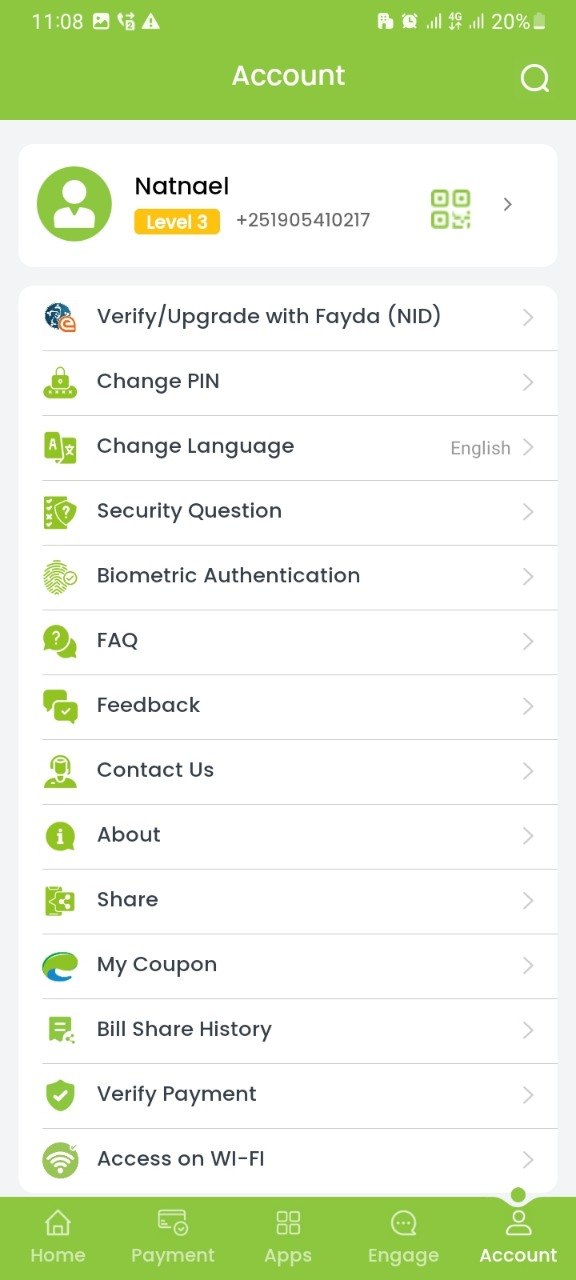 11:08 2 4G 20%
Account
Natnael
Level 3 +251905410217
Verify/Upgrade with Fayda (NID)
Change PIN
Change Language English
Security Question
Biometric Authentication
FAQ
Feedback
Contact Us
About
Share
My Coupon
Bill Share History
Verify Payment
Access on WI-FI
Home Payment Apps Engage Account